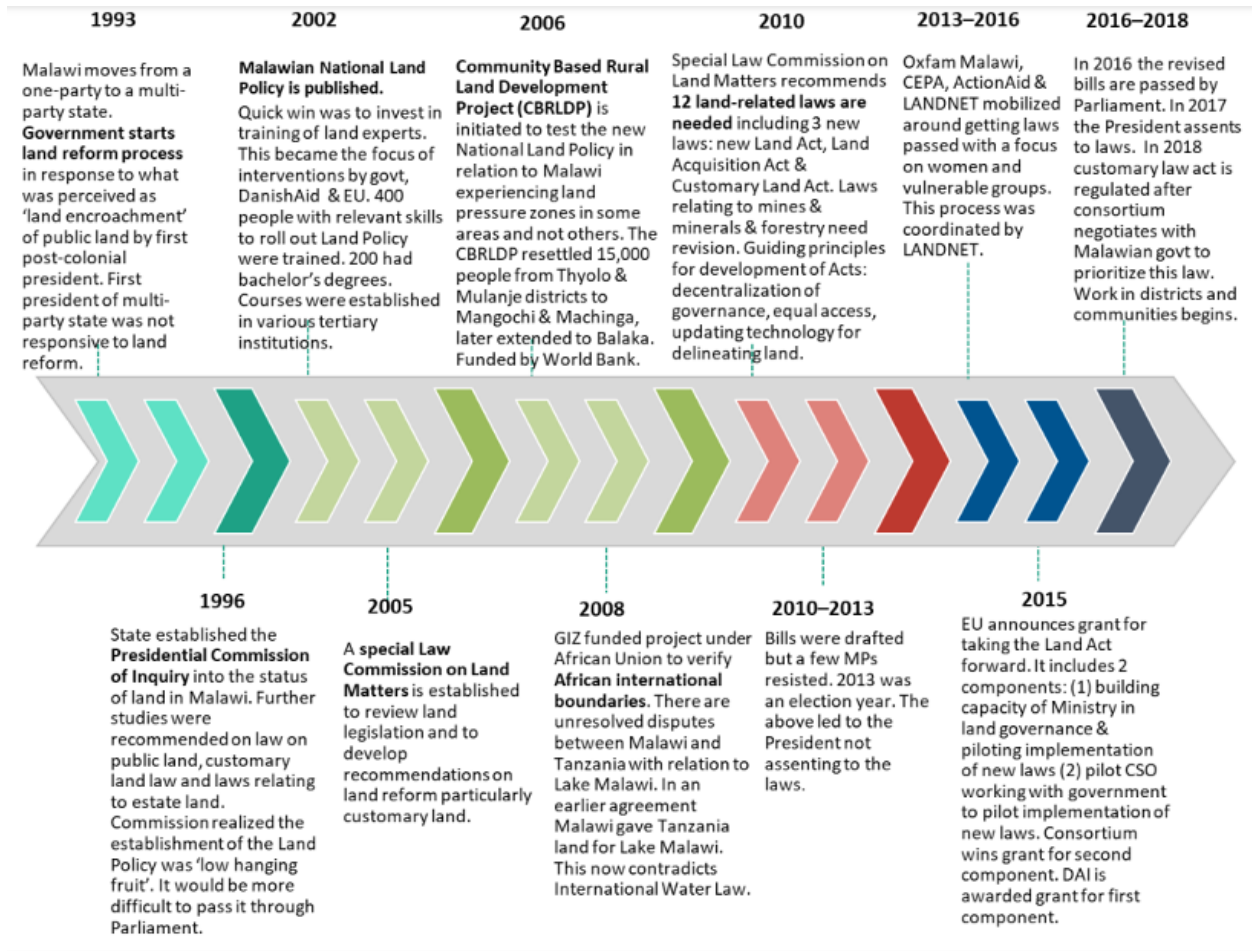 1993
Malawi moves from a
one-party to a multi-
party state.
Government starts
land reform process
in response to what
was perceived as
‘land encroachment’
of public land by first
post-colonial
president. First
president of multi-
party state was not
responsive to land
reform.
2002
Malawian National Land
Policy is published.
Quick win was to invest in
training of land experts.
This became the focus of
interventions by govt,
DanishAid & EU. 400
people with relevant skills
to roll out Land Policy
were trained. 200 had
bachelor’s degrees.
Courses were established
in various tertiary
institutions.
2006
Community Based Rural
Land Development
Project (CBRLDP) is
initiated to test the new
National Land Policy in
relation to Malawi
experiencing land
pressure zones in some
areas and not others. The
CBRLDP resettled 15,000
people from Thyolo &
Mulanje districts to
Mangochi & Machinga,
later extended to Balaka.
Funded by World Bank.
2010
Special Law Commission on
Land Matters recommends
12 land-related laws are
needed including 3 new
laws: new Land Act, Land
Acquisition Act &
Customary Land Act. Laws
relating to mines &
minerals & forestry need
revision. Guiding principles
for development of Acts:
decentralization of
governance, equal access,
updating technology for
delineating land.
2013–2016
Oxfam Malawi,
CEPA, ActionAid &
LANDNET mobilized
around getting laws
passed with a focus
on women and
vulnerable groups.
This process was
coordinated by
LANDNET.
2016–2018
In 2016 the revised
bills are passed by
Parliament. In 2017
the President assents
to laws. In 2018
customary law act is
regulated after
consortium
negotiates with
Malawian govt to
prioritize this law.
Work in districts and
communities begins.
1996
State established the
Presidential Commission
of Inquiry into the status
of land in Malawi. Further
studies were
recommended on law on
public land, customary
land law and laws relating
to estate land.
Commission realized the
establishment of the Land
Policy was ‘low hanging
fruit’. It would be more
difficult to pass it through
Parliament.
2005
A special Law
Commission on Land
Matters is established
to review land
legislation and to
develop
recommendations on
land reform particularly
customary land.
2008
GIZ funded project under
African Union to verify
African international
boundaries. There are
unresolved disputes
between Malawi and
Tanzania with relation to
Lake Malawi. In an
earlier agreement
Malawi gave Tanzania
land for Lake Malawi.
This now contradicts
International Water Law.
2010–2013
Bills were drafted
but a few MPs
resisted. 2013 was
an election year. The
above led to the
President not
assenting to the
laws.
2015
EU announces grant for
taking the Land Act
forward. It includes 2
components: (1) building
capacity of Ministry in
land governance &
piloting implementation
of new laws (2) pilot CSO
working with government
to pilot implementation of
new laws. Consortium
wins grant for second
component. DAI is
awarded grant for first
component.